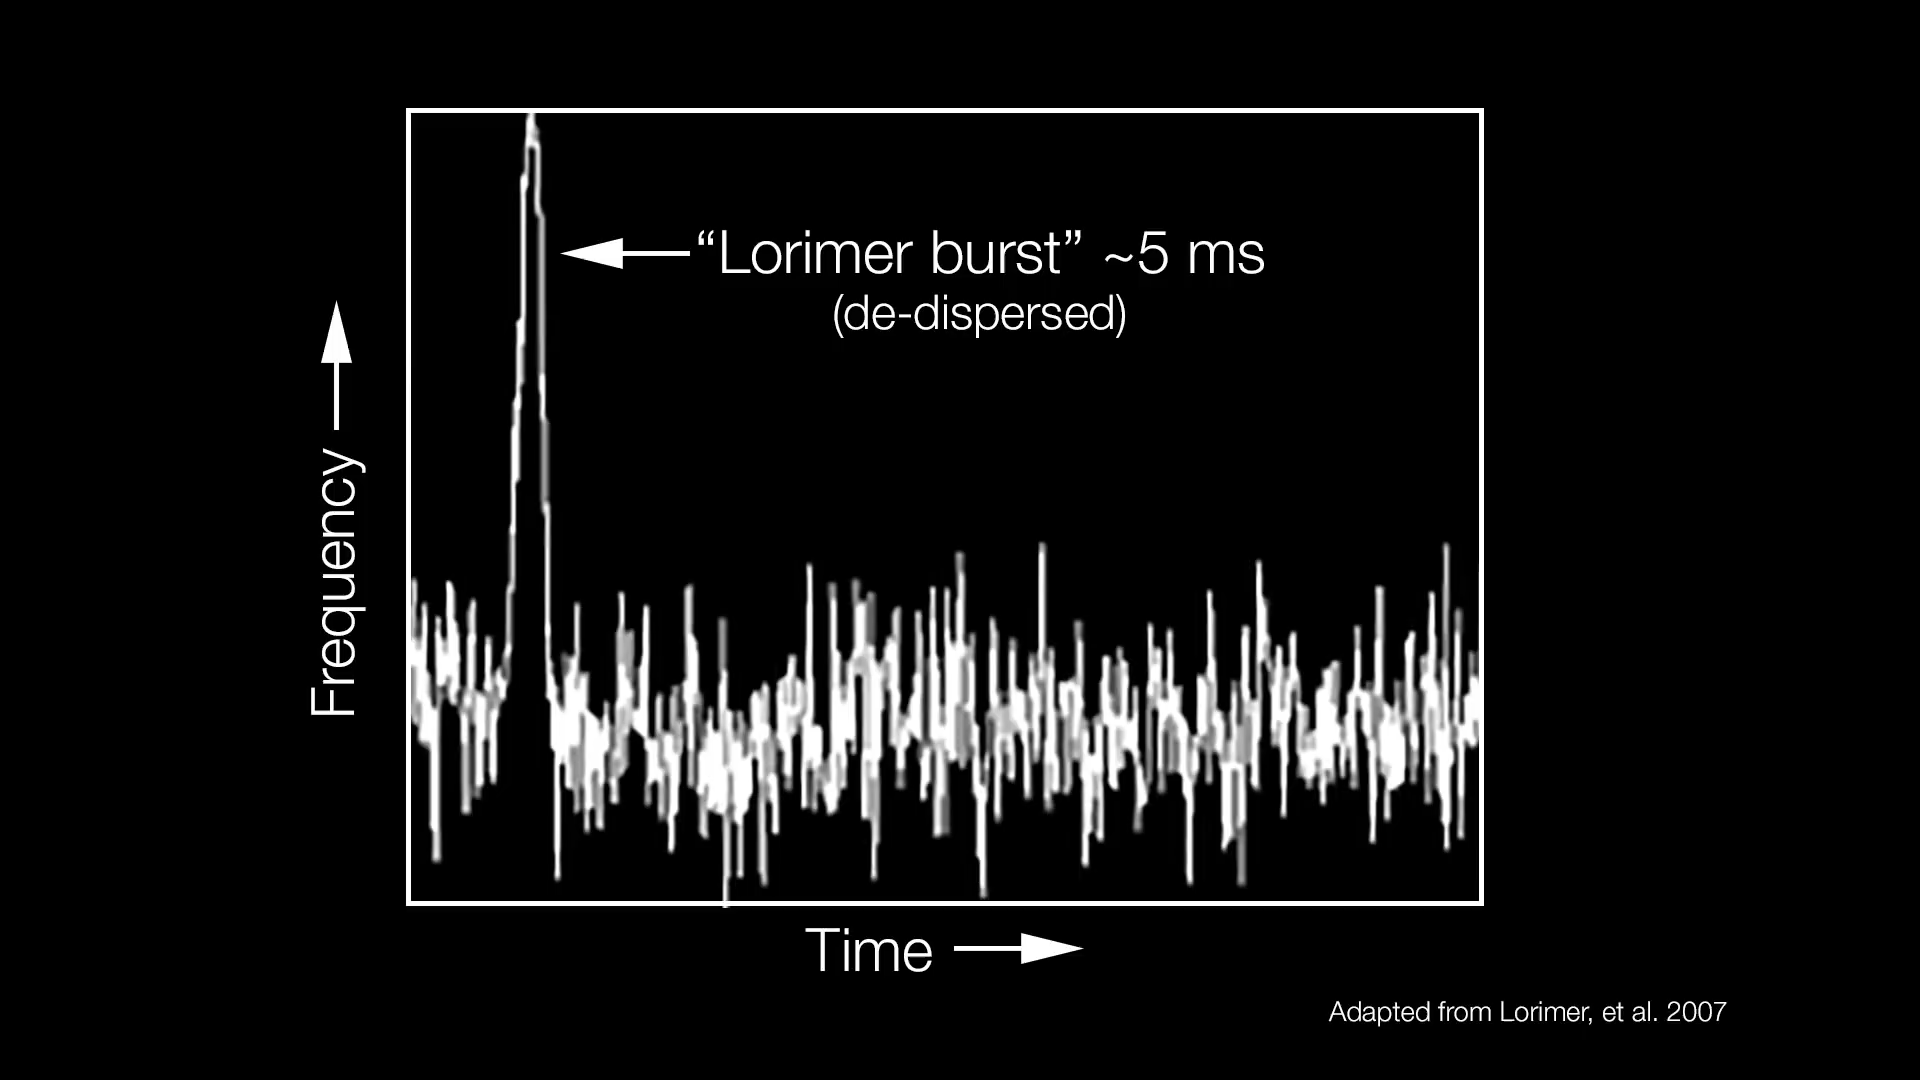 “Lorimer burst” ~5 ms
(de-dispersed)
Frequency
Time
Adapted from Lorimer, et al. 2007